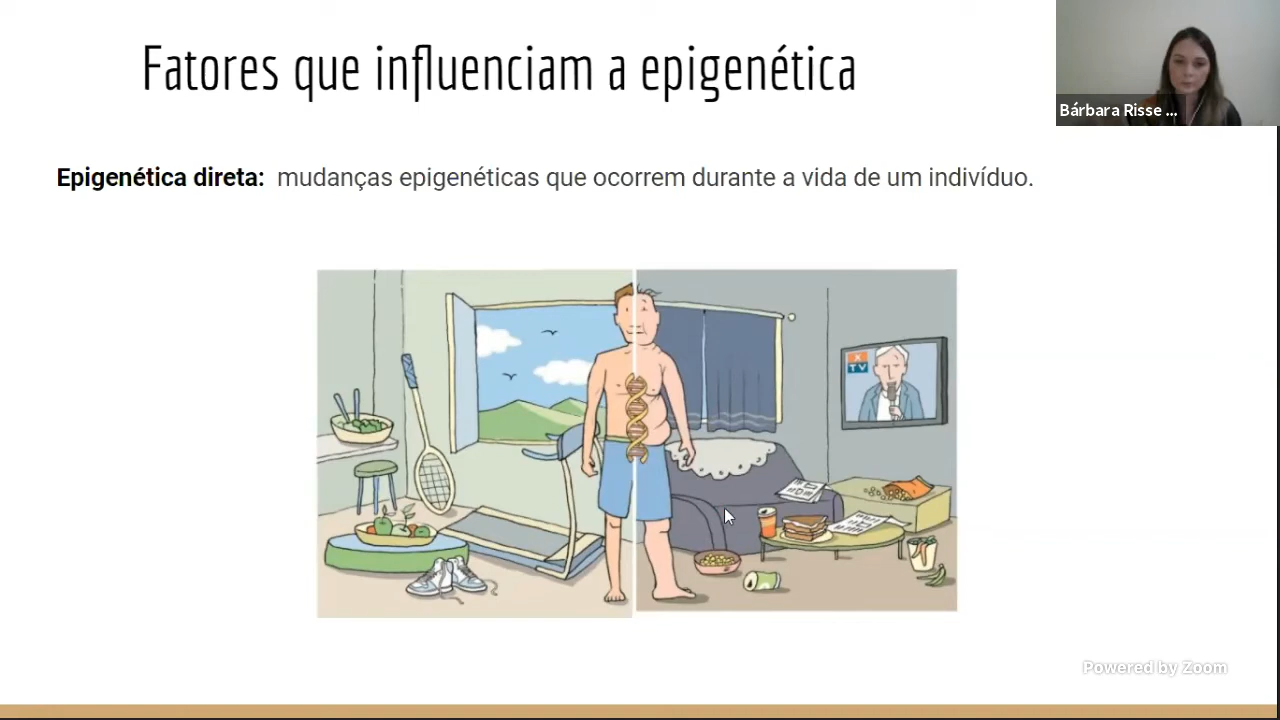 Fatores que influenciam a epigenética
Bárbara Risse ...
Epigenética direta: mudanças epigenéticas que ocorrem durante a vida de um indivíduo.
X
TV
Powered by Zoom